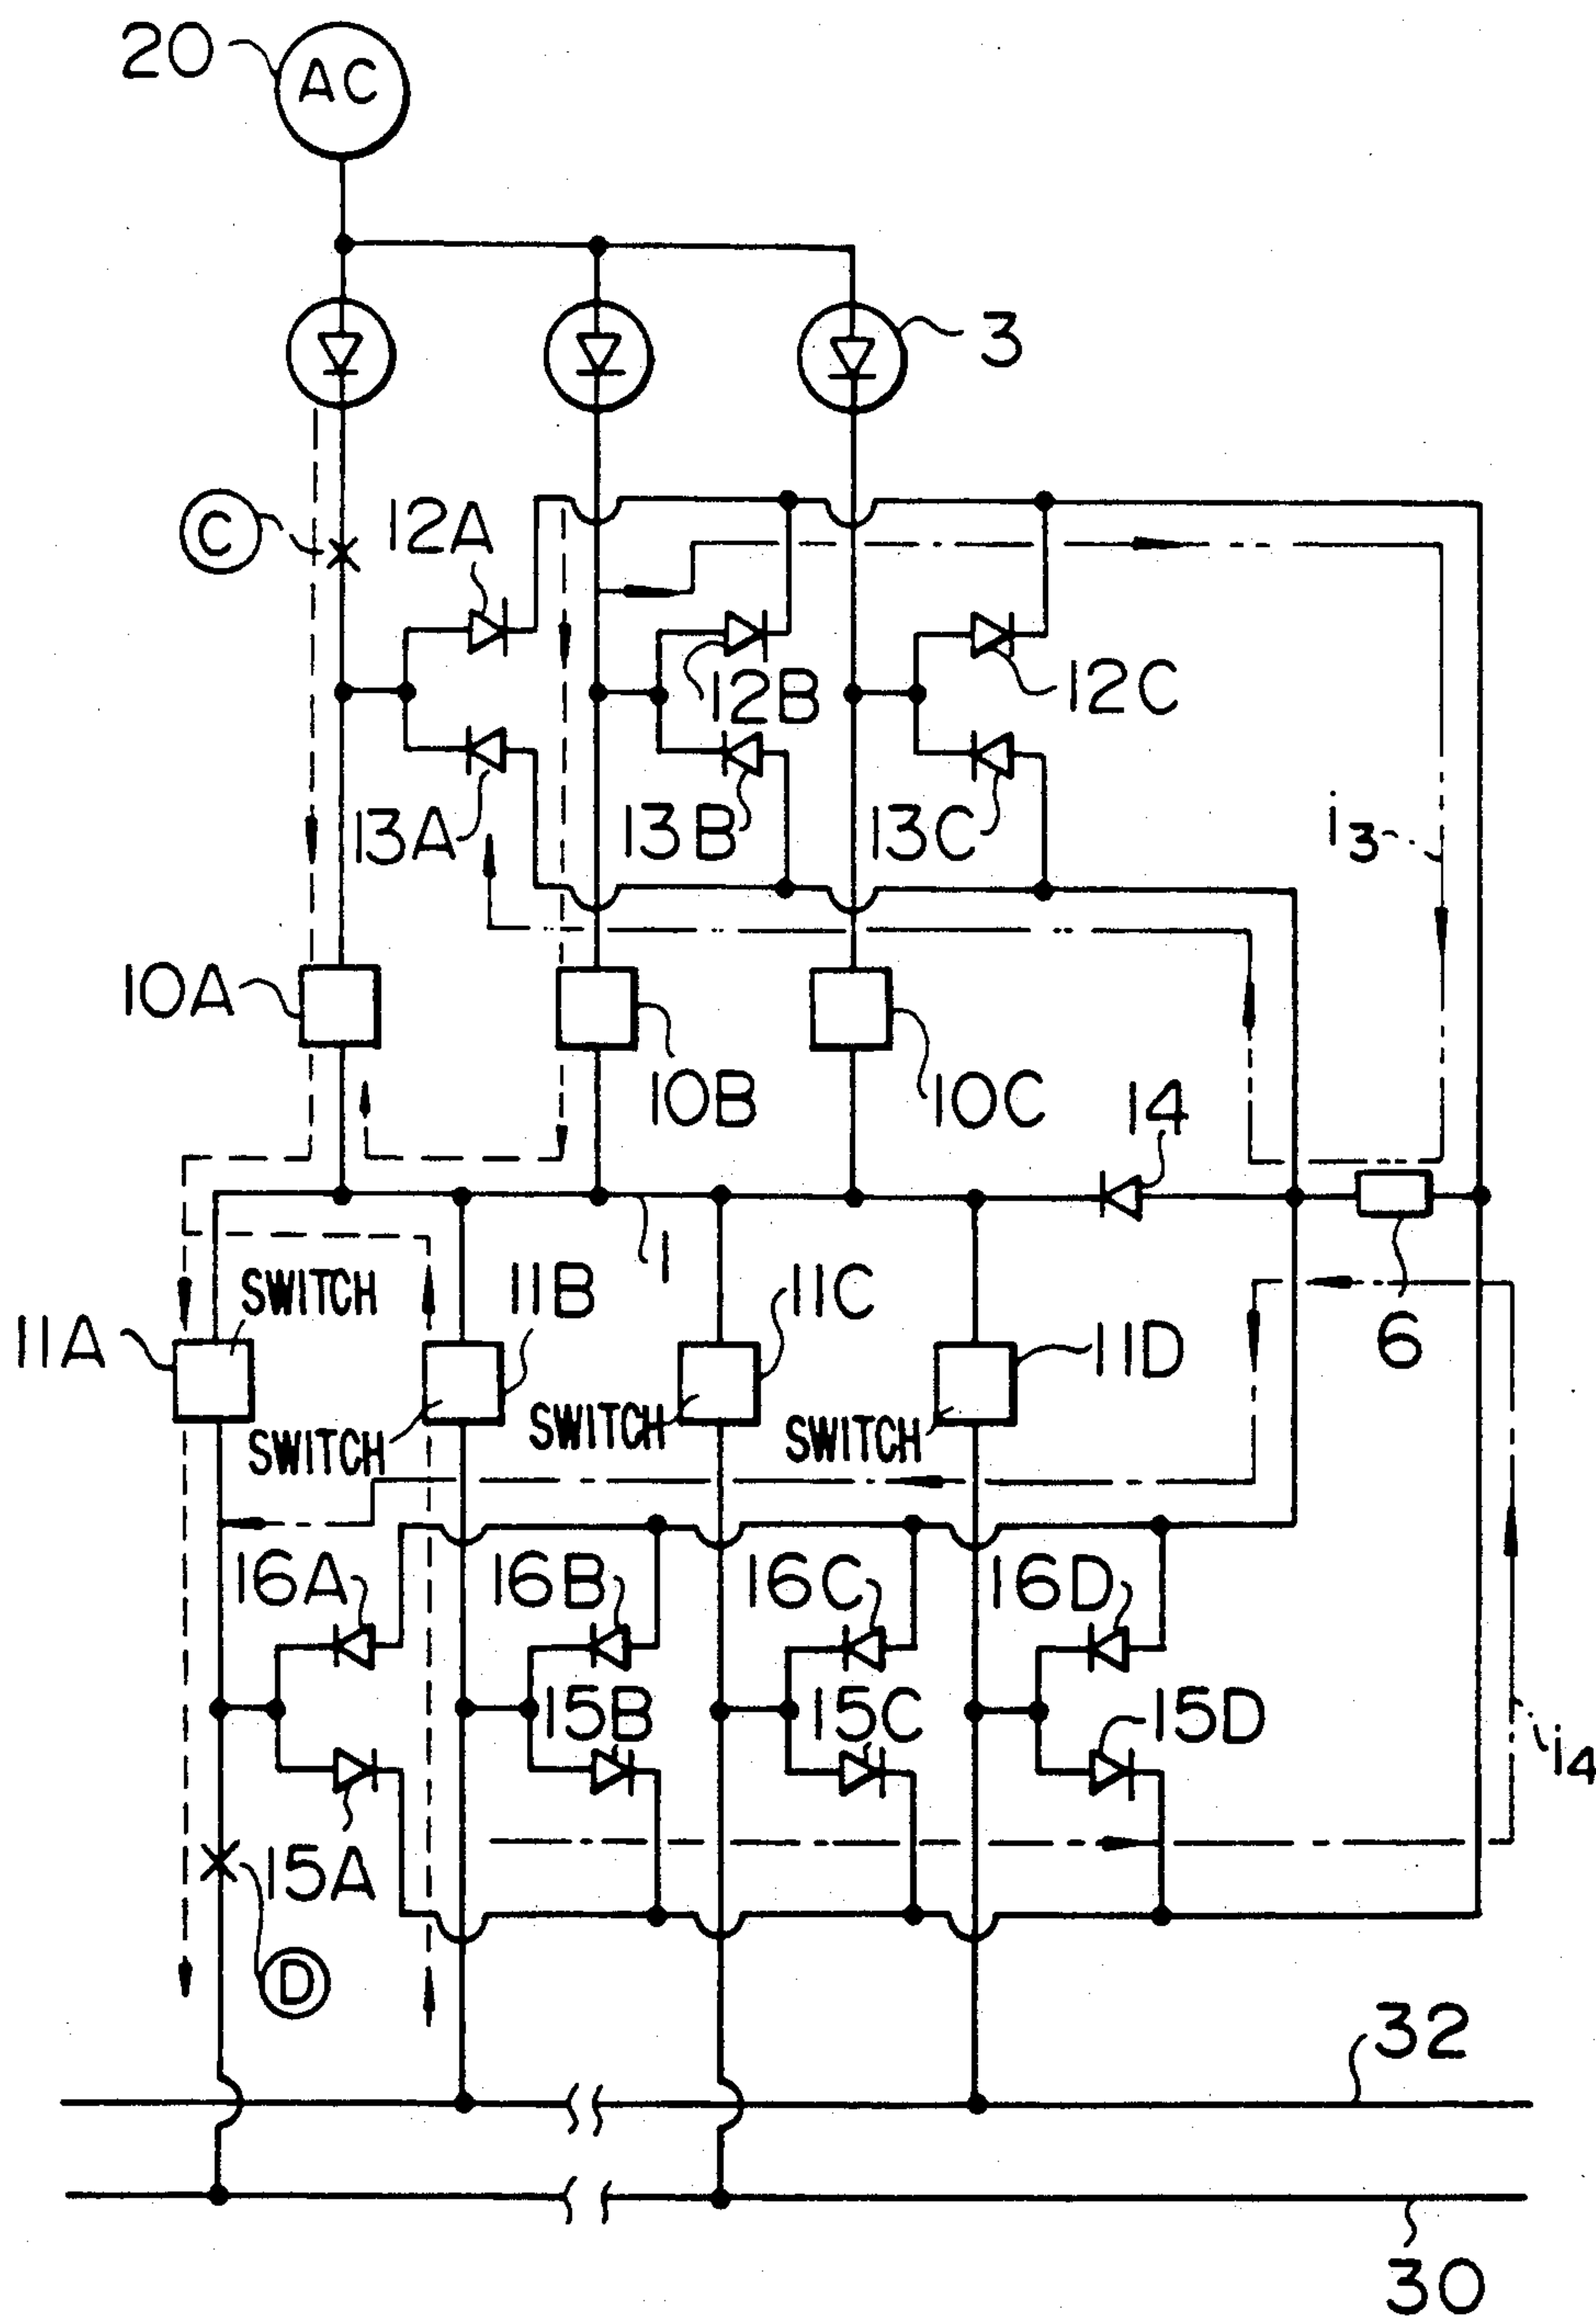 20
AC
3
C
12A
12B
12C
13A
13B
13C
i3
10A
10B
10C
14
1
SWITCH
11A
11B
11C
11D
6
SWITCH
SWITCH
SWITCH
16A
16B
16C
16D
15B
15C
15D
i4
15A
D
32
30